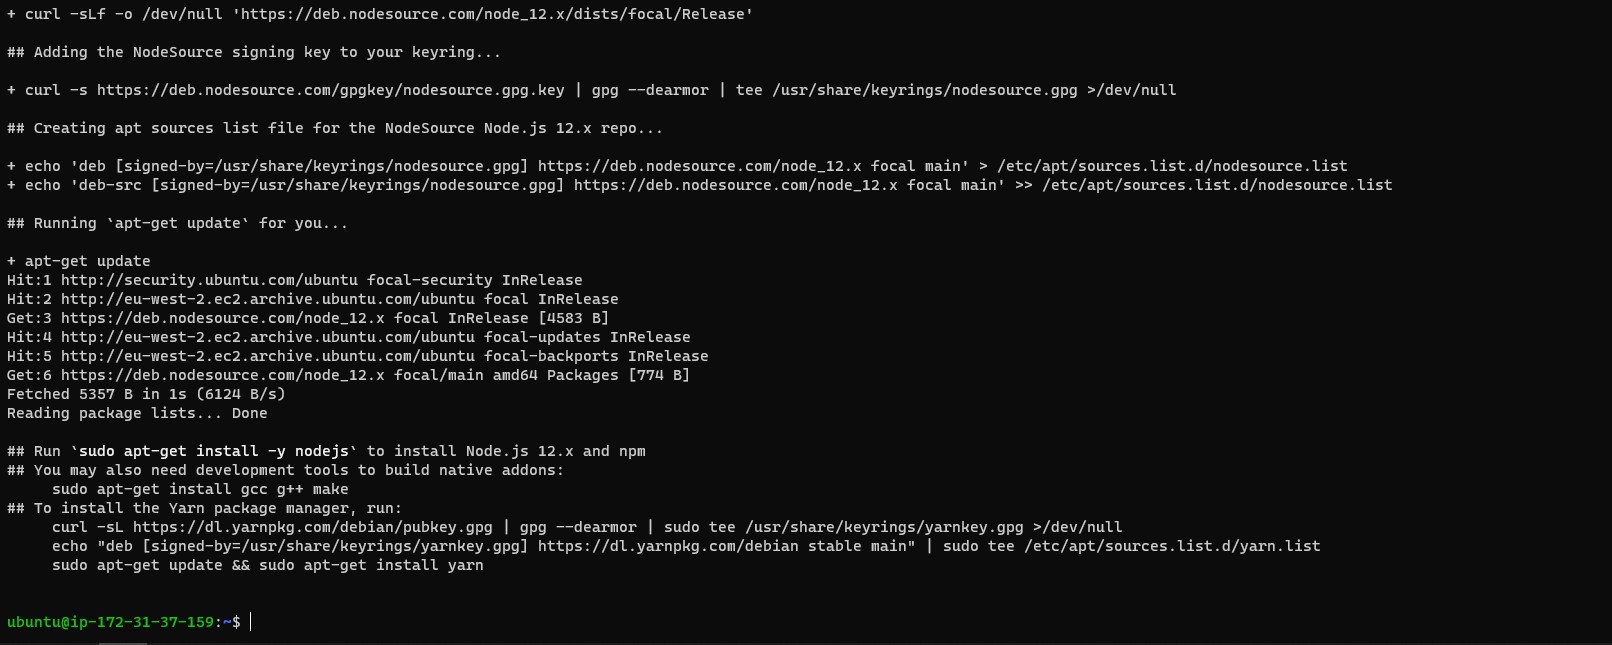 + curl -sLf -o /dev/null 'https://deb.nodesource.com/node_12.x/dists/focal/Release'
## Adding the NodeSource signing key to your keyring...
+ curl -s https://deb.nodesource.com/gpgkey/nodesource.gpg.key | gpg --dearmor | tee /usr/share/keyrings/nodesource.gpg >/dev/null
## Creating apt sources list file for the NodeSource Node.js 12.x repo...
+ echo 'deb [signed-by=/usr/share/keyrings/nodesource.gpg] https://deb.nodesource.com/node_12.x focal main' > /etc/apt/sources.list.d/nodesource.list
+ echo 'deb-src [signed-by=/usr/share/keyrings/nodesource.gpg] https://deb.nodesource.com/node_12.x focal main' >> /etc/apt/sources.list.d/nodesource.list
## Running `apt-get update` for you...
+ apt-get update
Hit:1 http://security.ubuntu.com/ubuntu focal-security InRelease
Hit:2 http://eu-west-2.ec2.archive.ubuntu.com/ubuntu focal InRelease
Get:3 https://deb.nodesource.com/node_12.x focal InRelease [4583 B]
Hit:4 http://eu-west-2.ec2.archive.ubuntu.com/ubuntu focal-updates InRelease
Hit:5 http://eu-west-2.ec2.archive.ubuntu.com/ubuntu focal-backports InRelease
Get:6 https://deb.nodesource.com/node_12.x focal/main amd64 Packages [774 B]
Fetched 5357 B in 1s (6124 B/s)
Reading package lists... Done
## Run `sudo apt-get install -y nodejs` to install Node.js 12.x and npm
## You may also need development tools to build native addons:
     sudo apt-get install gcc g++ make
## To install the Yarn package manager, run:
     curl -sL https://dl.yarnpkg.com/debian/pubkey.gpg | gpg --dearmor | sudo tee /usr/share/keyrings/yarnkey.gpg >/dev/null
     echo "deb [signed-by=/usr/share/keyrings/yarnkey.gpg] https://dl.yarnpkg.com/debian stable main" | sudo tee /etc/apt/sources.list.d/yarn.list
     sudo apt-get update && sudo apt-get install yarn
ubuntu@ip-172-31-37-159:~$